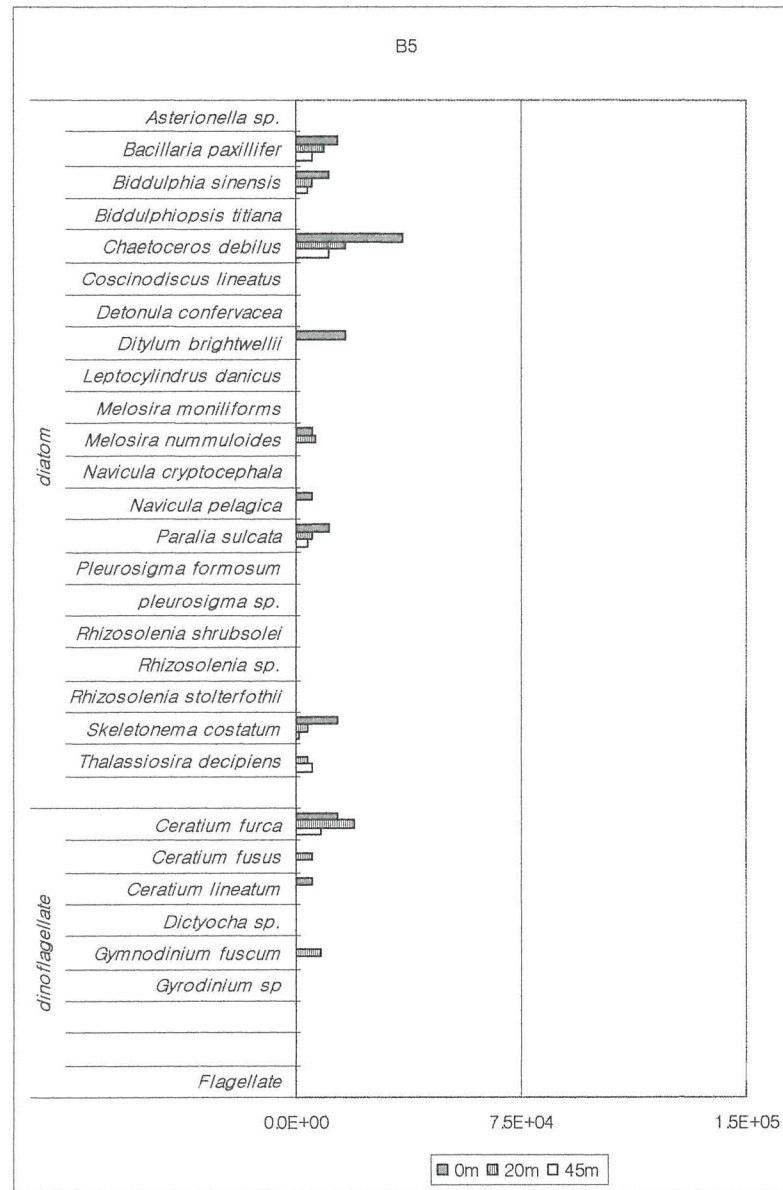 B5
Asterionella sp.
Bacillaria paxillifer
Biddulphia sinensis
Biddulphiopsis titiana
Chaetoceros debilus
Coscinodiscus lineatus
Detonula confervacea
Ditylum brightwellii
Leptocylindrus danicus
Melosira moniliforms
Melosira nummuloides
Navicula cryptocephala
Navicula pelagica
Paralia sulcata
Pleurosigma formosum
pleurosigma sp.
Rhizosolenia shrubsolei
Rhizosolenia sp.
Rhizosolenia stolterfothii
Skeletonema costatum
Thalassiosira decipiens
diatom
Ceratium furca
Ceratium fusus
Ceratium lineatum
Dictyocha sp.
Gymnodinium fuscum
Gyrodinium sp
dinoflagellate
Flagellate
0.0E+00 7.5E+04 1.5E+05
0m 20m 45m